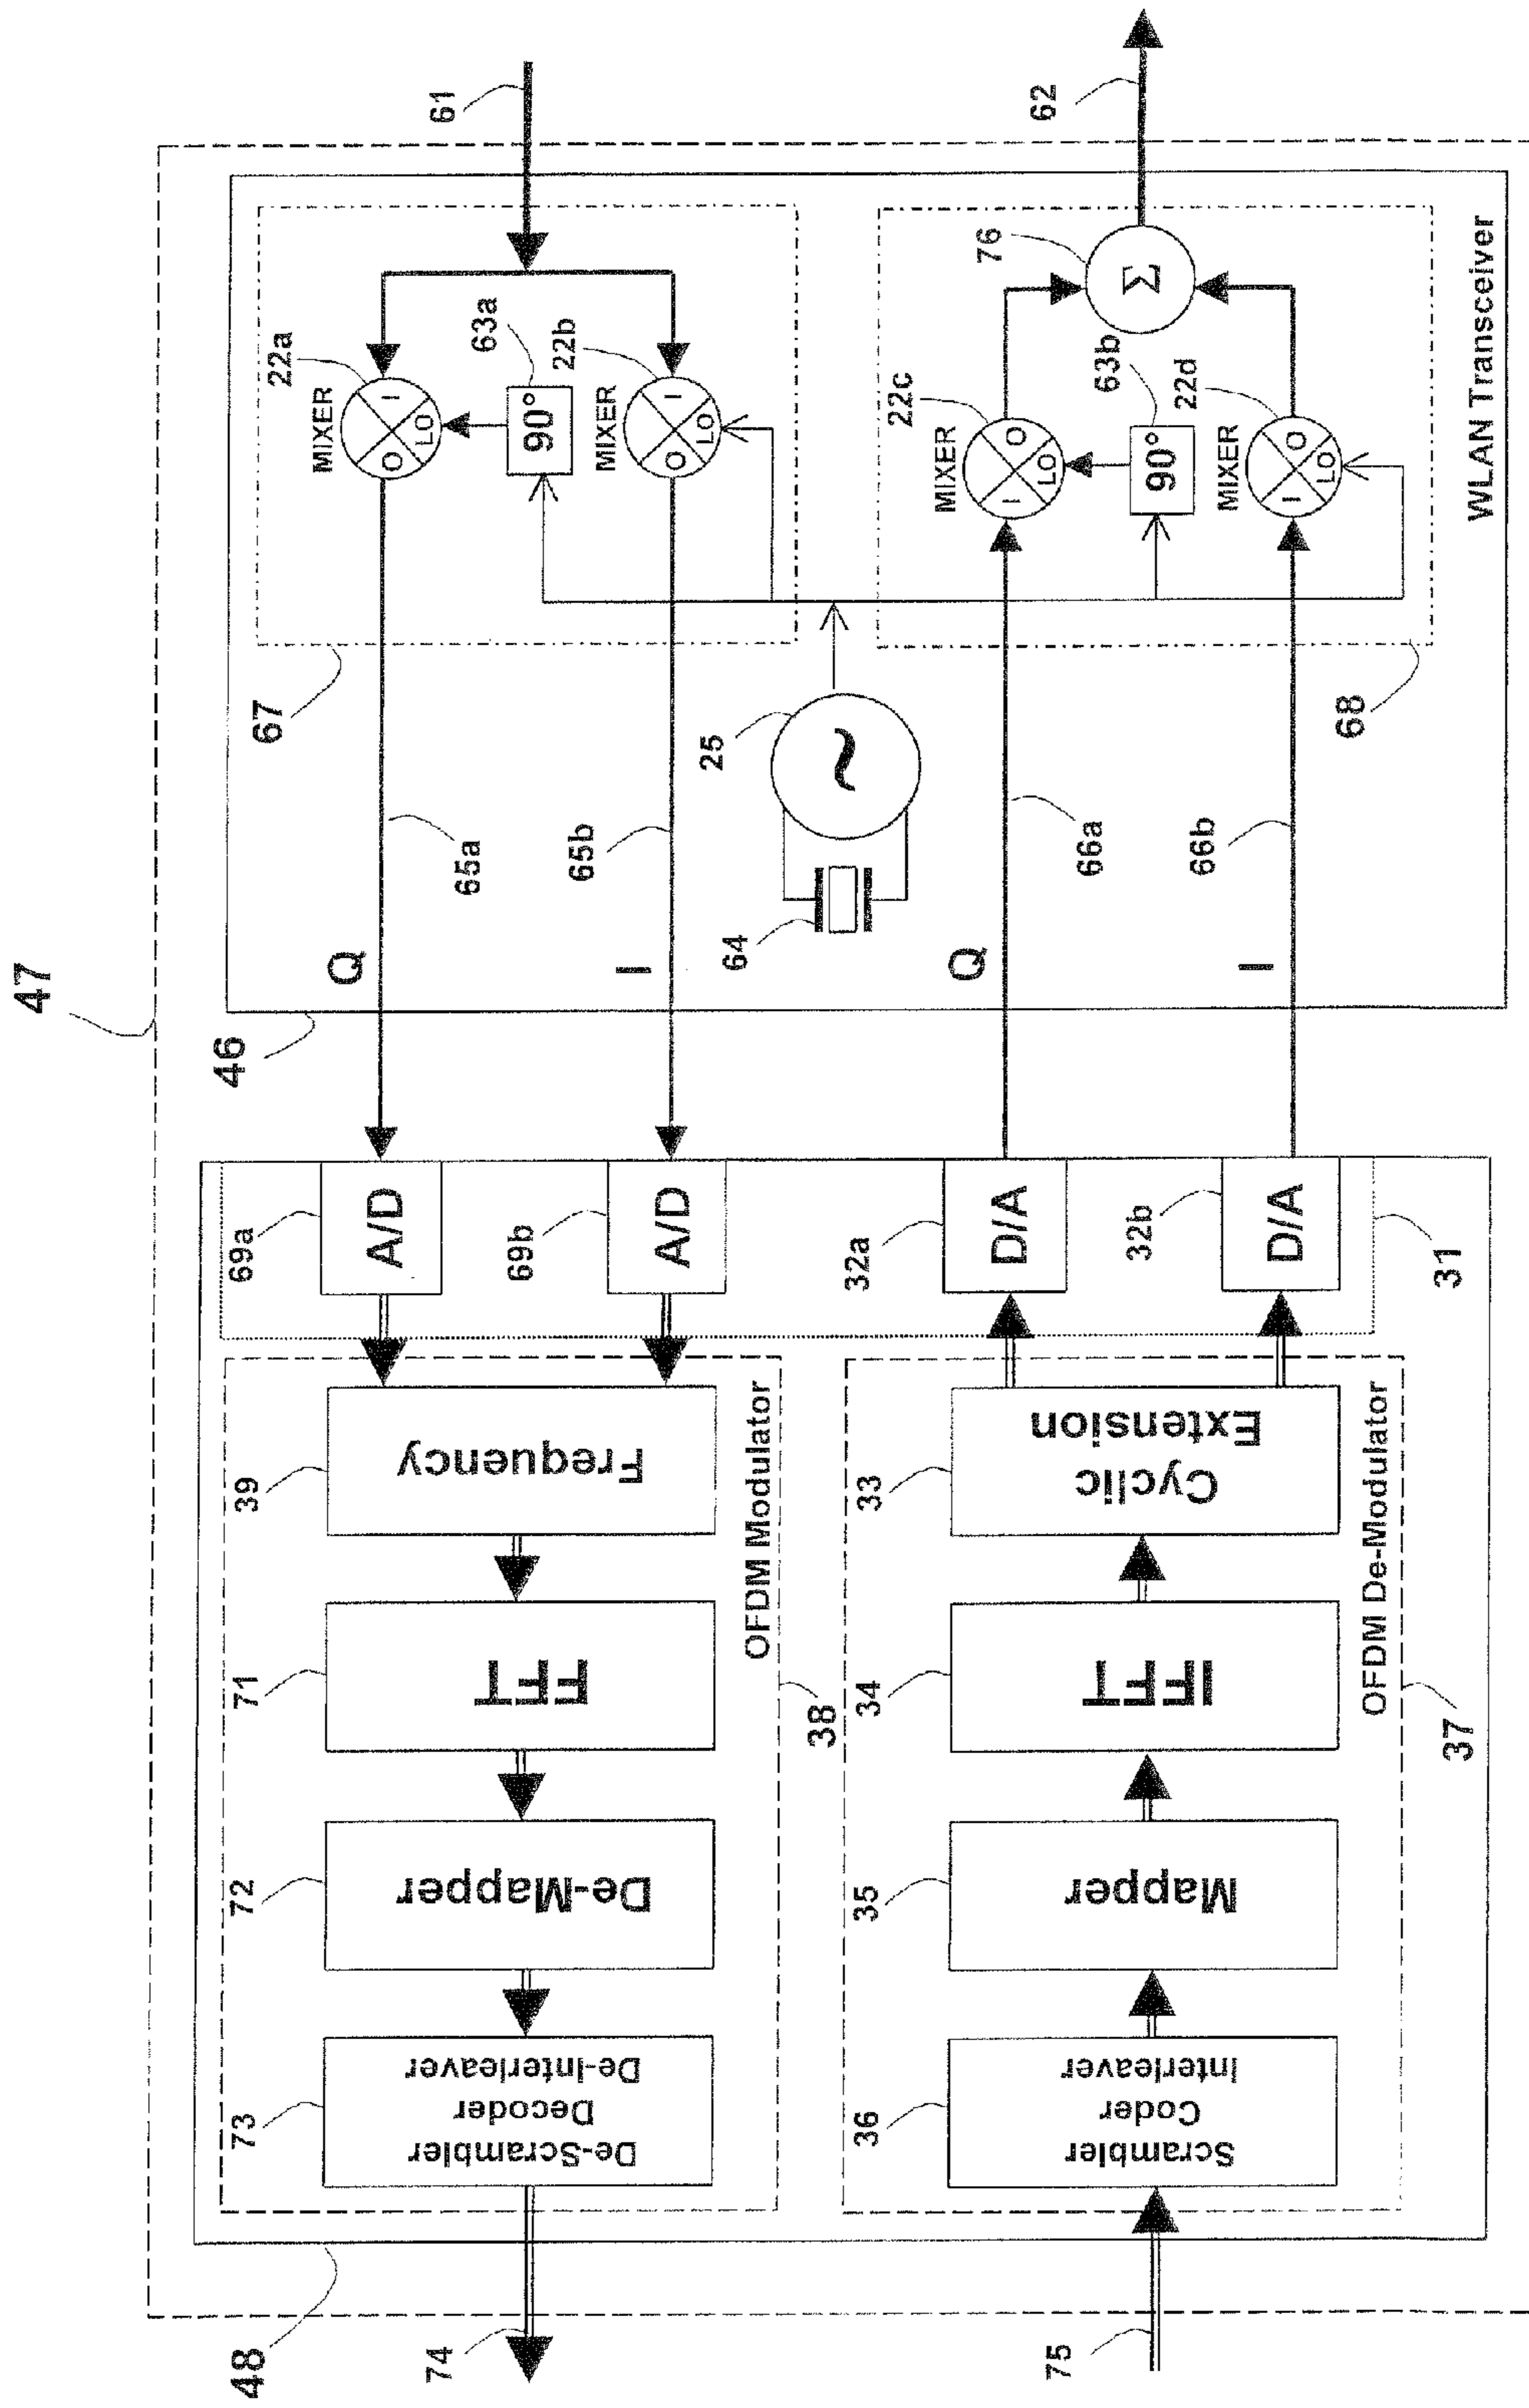 47
48
46
61
62
67
68
22a
MIXER
O
I
LO
63a
90°
22b
MIXER
O
I
LO
65a
Q
65b
I
25
~
64
22c
MIXER
I
O
LO
63b
90°
22d
MIXER
I
O
LO
76
Σ
66a
Q
66b
I
WLAN Transceiver
69a
A/D
69b
A/D
32a
D/A
32b
D/A
31
39
Frequency
71
FFT
72
De-Mapper
73
De-Scrambler
Decoder
De-Interleaver
OFDM Modulator
38
74
33
Cyclic
Extension
34
IFFT
35
Mapper
36
Scrambler
Coder
Interleaver
OFDM De-Modulator
37
75